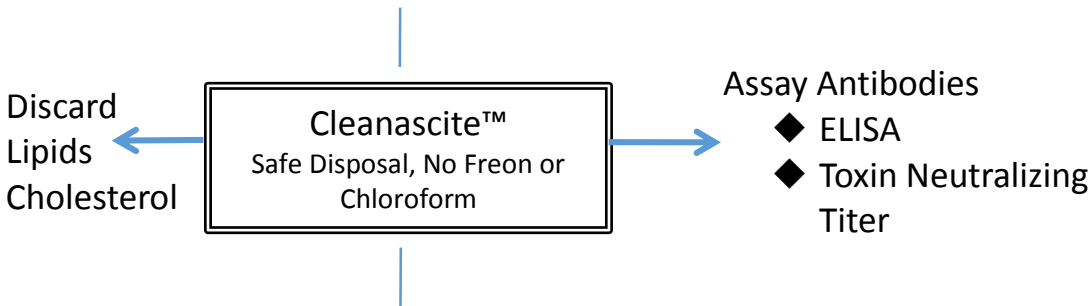 Discard
Lipids
Cholesterol
Cleanascite™
Safe Disposal, No Freon or
Chloroform
Assay Antibodies
◆ ELISA
◆ Toxin Neutralizing
Titer